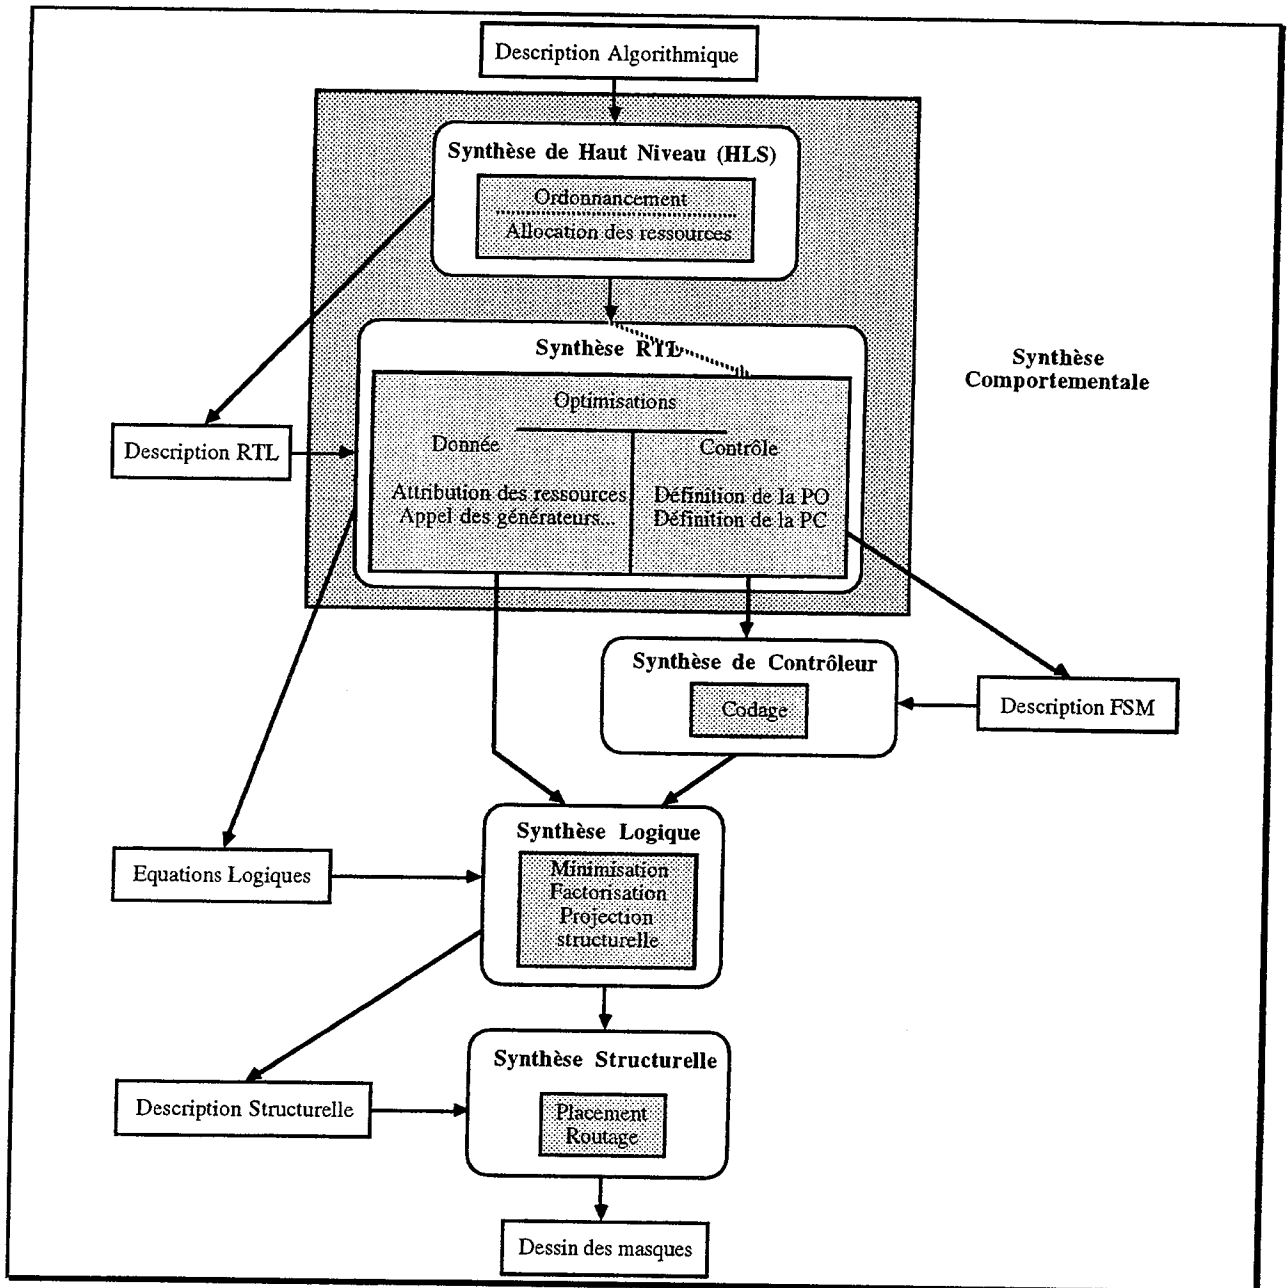 Description Algorithmique
Synthèse de Haut Niveau (HLS)
Ordonnancement
Allocation des ressources
Synthèse RTL
Synthèse
Comportementale
Optimisations
Donnée
Contrôle
Description RTL
Attribution des ressources
Appel des générateurs...
Définition de la PO
Définition de la PC
Synthèse de Contrôleur
Codage
Description FSM
Synthèse Logique
Minimisation
Factorisation
Projection
structurelle
Equations Logiques
Synthèse Structurelle
Placement
Routage
Description Structurelle
Dessin des masques